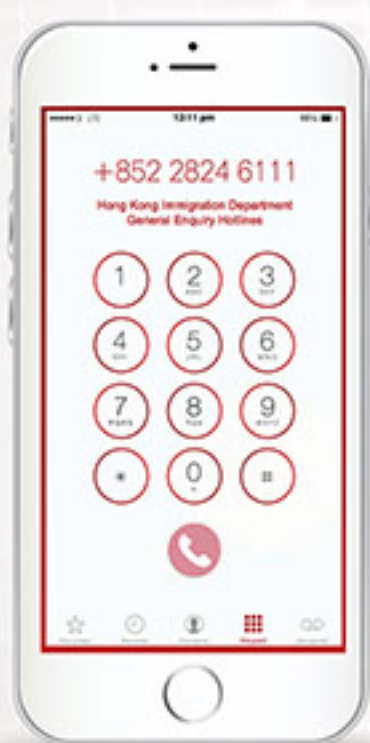 12:11 pm
+852 2824 6111
Hong Kong Immigration Department
General Enquiry Hotlines
1 2 3
ABC DEF
4 5 6
GHI JKL MNO
7 8 9
PQRS TUV WXYZ
* 0 #
+